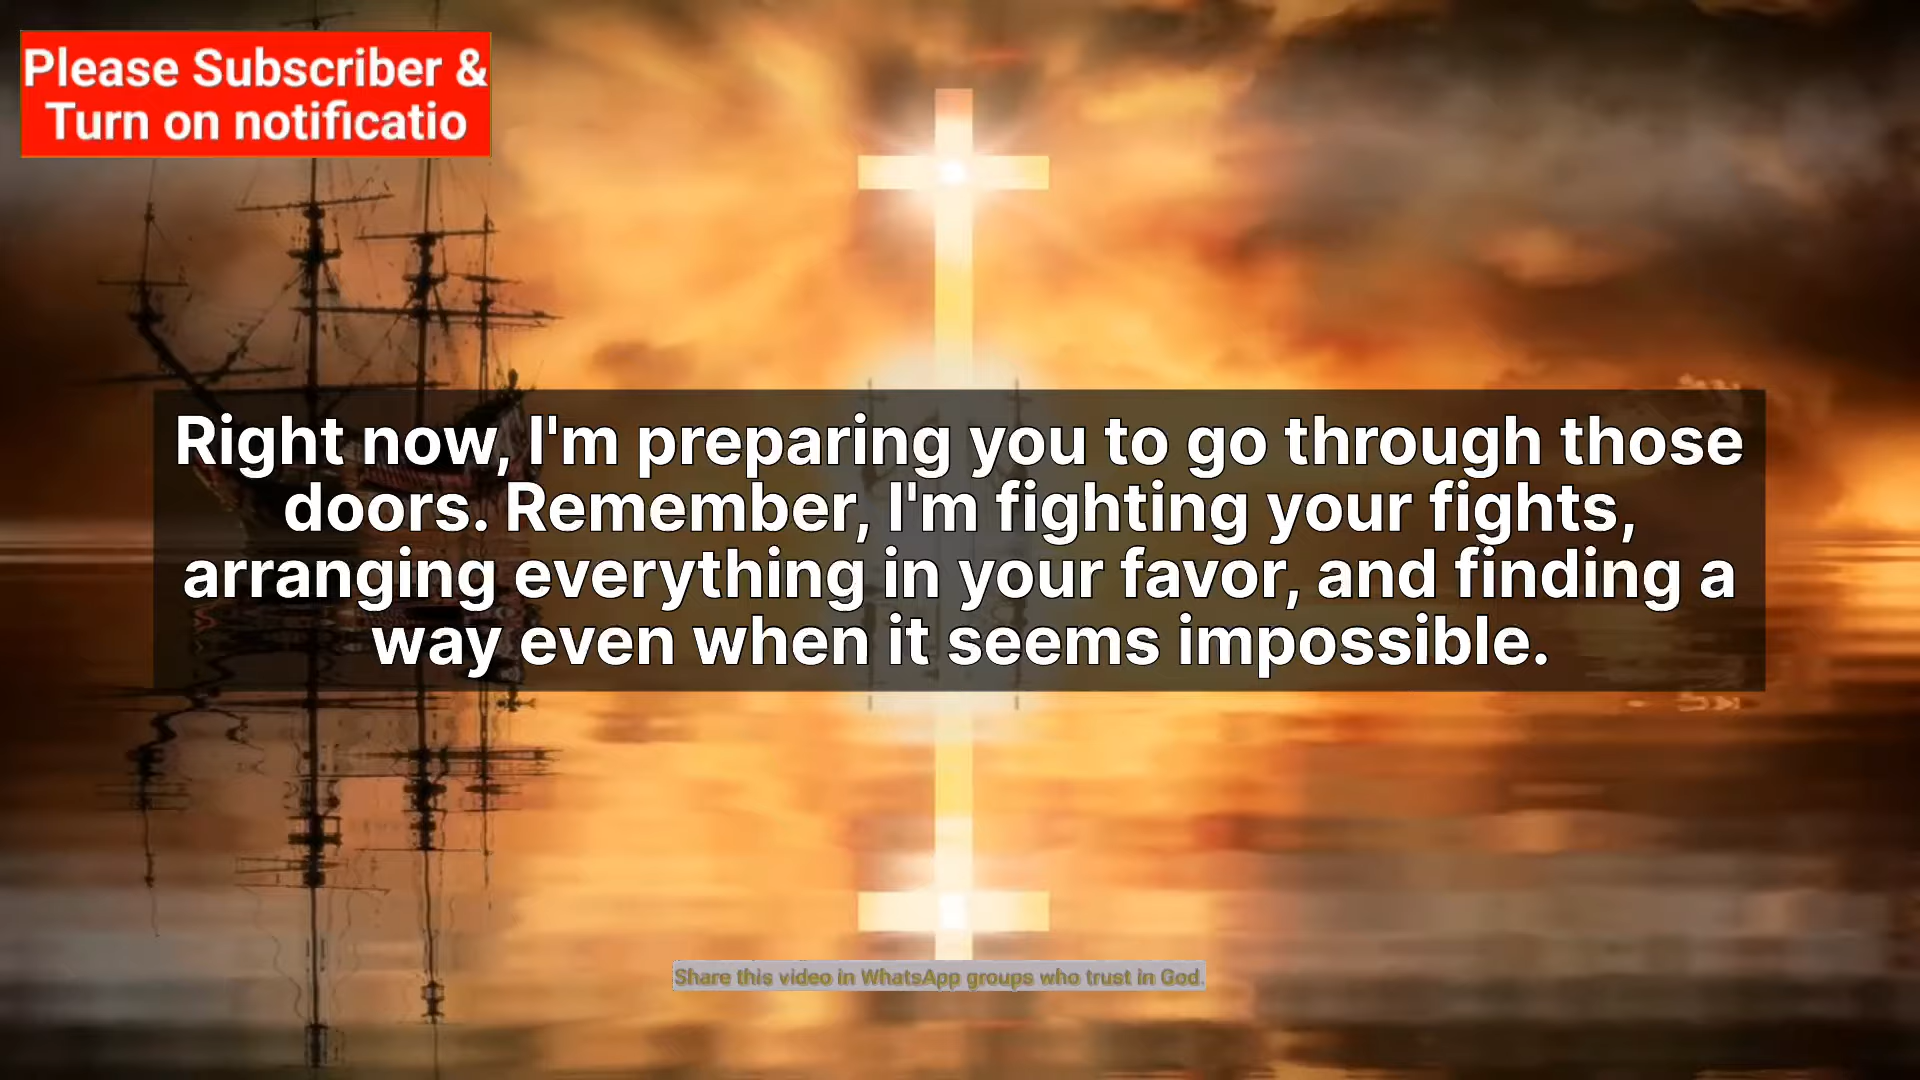 Please Subscriber &
Turn on notificatio
Right now, I'm preparing you to go through those
doors. Remember, I'm fighting your fights,
arranging everything in your favor, and finding a
way even when it seems impossible.
Share this video in WhatsApp groups who trust in God.